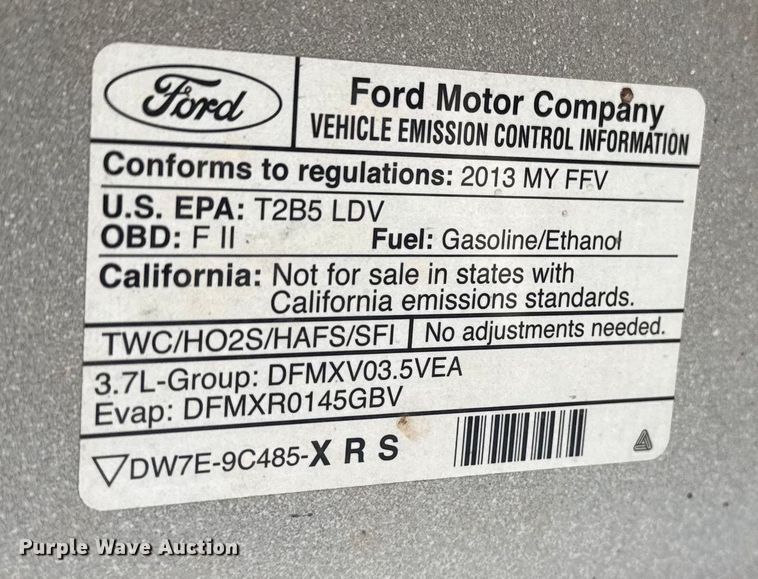 Ford
Ford Motor Company
VEHICLE EMISSION CONTROL INFORMATION
Conforms to regulations: 2013 MY FFV
U.S. EPA: T2B5 LDV
OBD: F II Fuel: Gasoline/Ethanol
California: Not for sale in states with
California emissions standards.
TWC/HO2S/HAFS/SFI No adjustments needed.
3.7L-Group: DFMXV03.5VEA
Evap: DFMXR0145GBV
DW7E-9C485-X R S
Purple Wave Auction